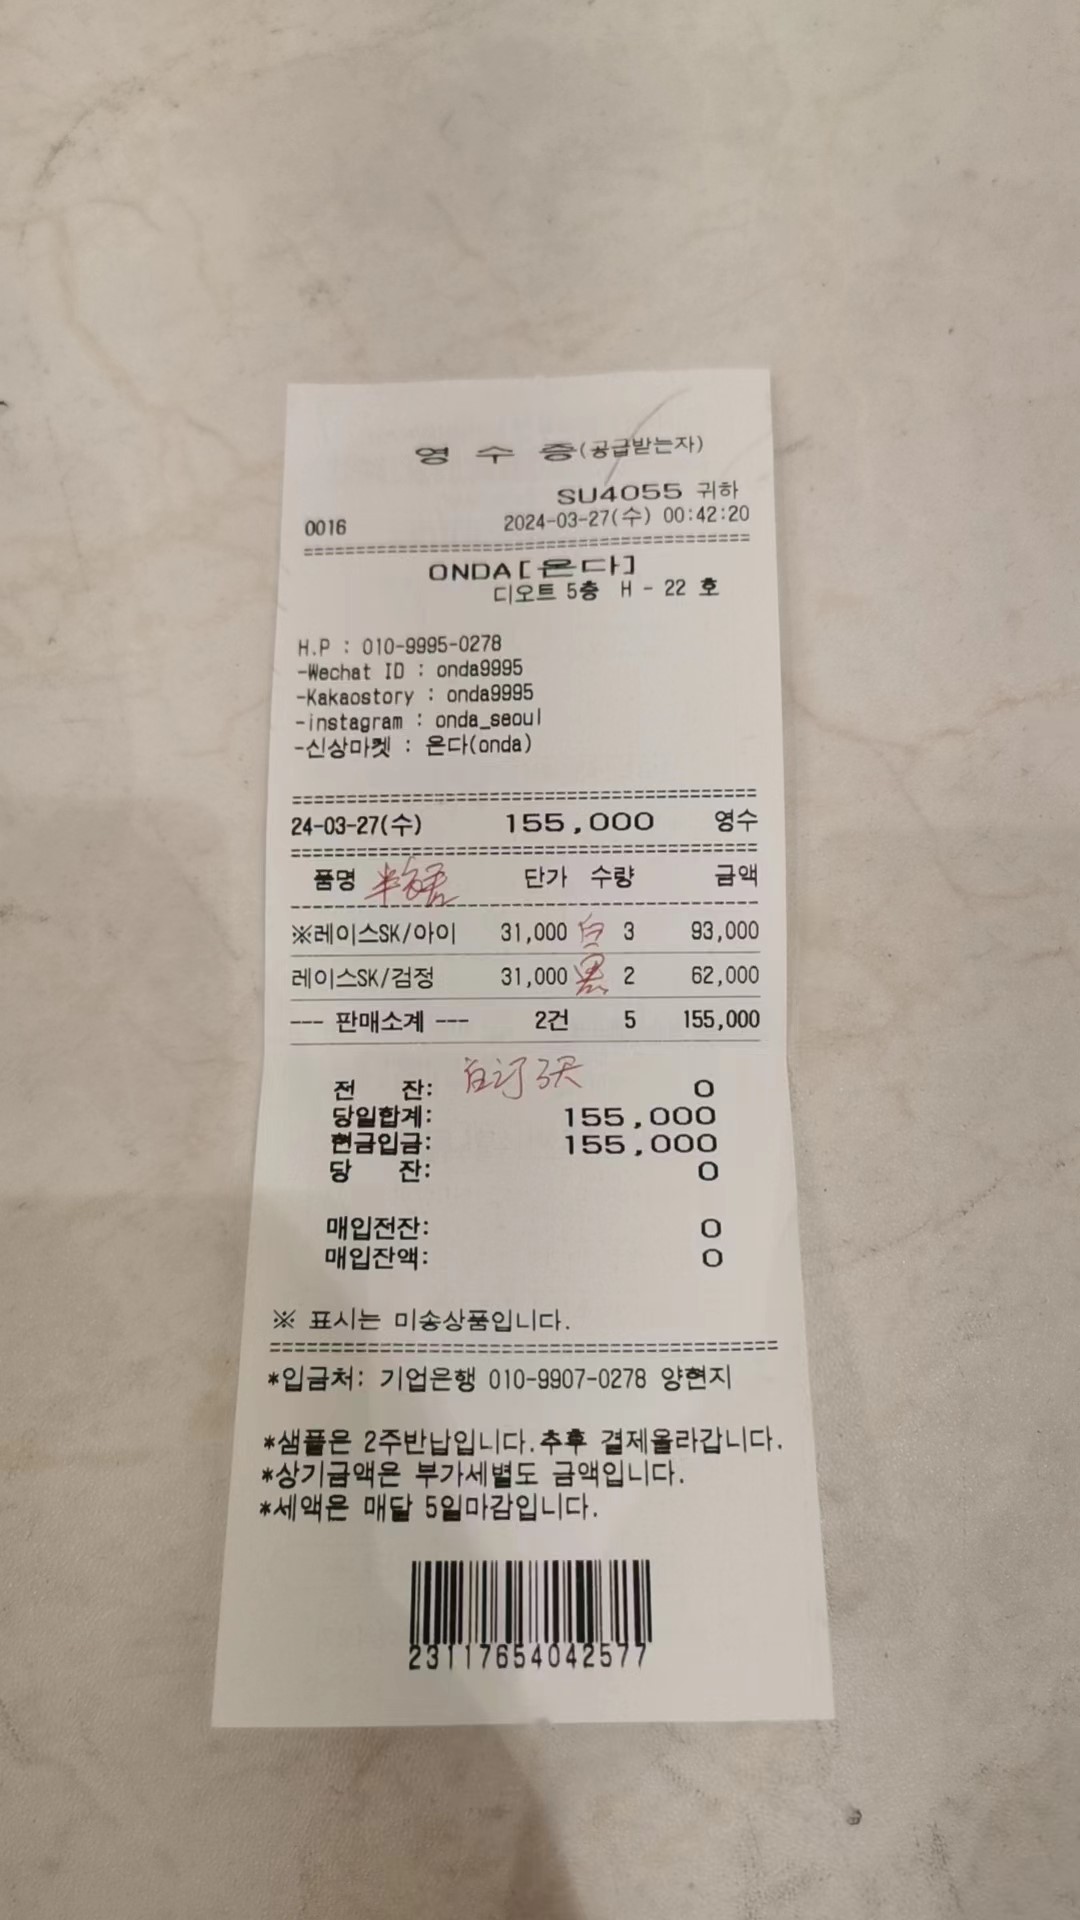 영 수 증(공급받는자)
SU4055 귀하
0016 2024-03-27(수) 00:42:20
========================================
ONDA[온다]
디오트 5층 H - 22 호
H.P : 010-9995-0278
-Wechat ID : onda9995
-Kakaostory : onda9995
-instagram : onda_seoul
-신상마켓 : 온다(onda)
========================================
24-03-27(수) 155,000 영수
========================================
품명 半裙 단가 수량 금액
※레이스SK/아이 31,000 白 3 93,000
레이스SK/검정 31,000 黑 2 62,000
--- 판매소계 --- 2건 5 155,000
白订3天
전 잔: 0
당일합계: 155,000
현금입금: 155,000
당 잔: 0
매입전잔: 0
매입잔액: 0
※ 표시는 미송상품입니다.
========================================
*입금처: 기업은행 010-9907-0278 양현지
*샘플은 2주반납입니다.추후 결제올라갑니다.
*상기금액은 부가세별도 금액입니다.
*세액은 매달 5일마감입니다.
23117654042577